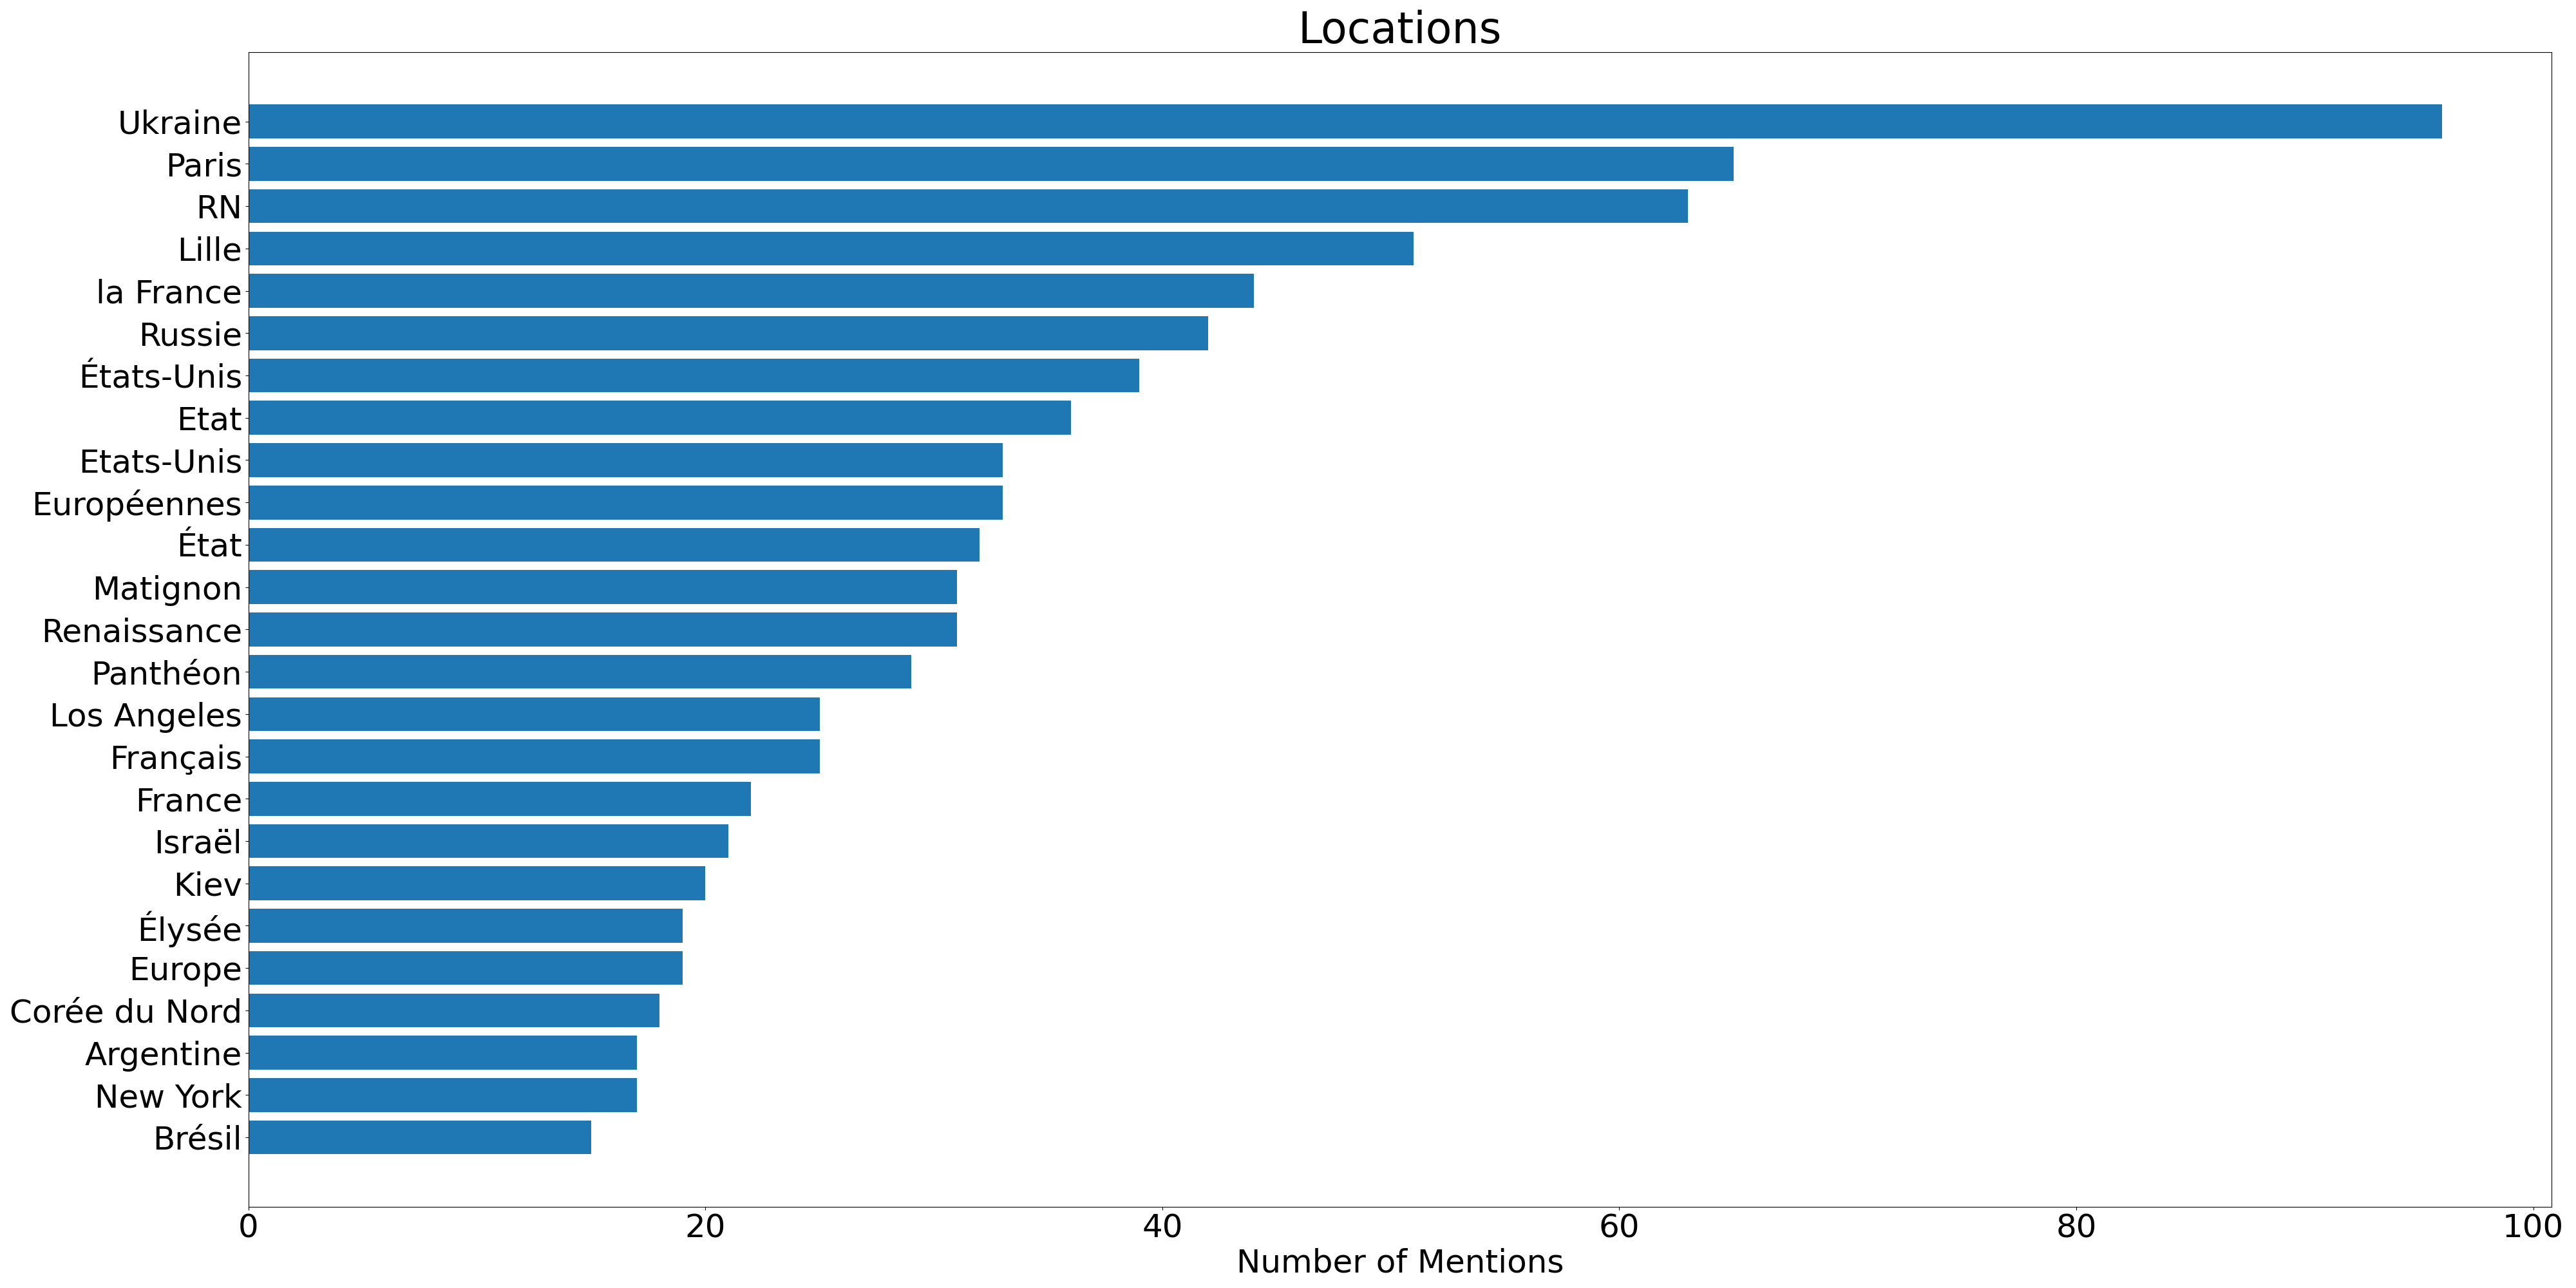 Locations
Ukraine
Paris
RN
Lille
la France
Russie
États-Unis
Etat
Etats-Unis
Européennes
État
Matignon
Renaissance
Panthéon
Los Angeles
Français
France
Israël
Kiev
Élysée
Europe
Corée du Nord
Argentine
New York
Brésil
0 20 40 60 80 100
Number of Mentions